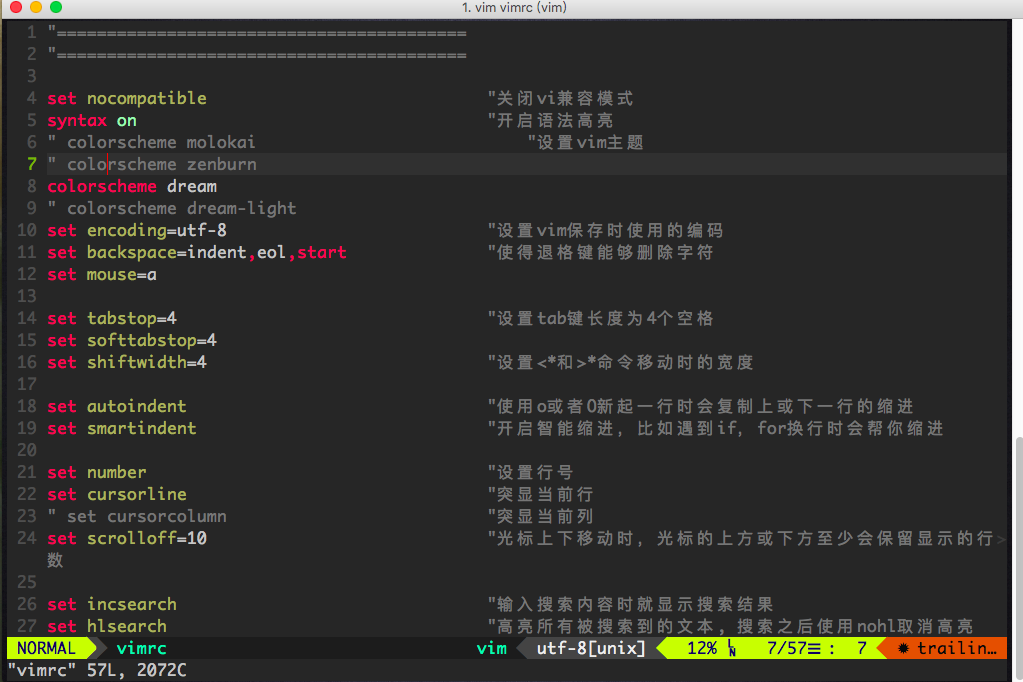 1. vim vimrc (vim)
1 "=========================================
2 "=========================================
3
4 set nocompatible "关闭vi兼容模式
5 syntax on "开启语法高亮
6 " colorscheme molokai "设置vim主题
7 " colorscheme zenburn
8 colorscheme dream
9 " colorscheme dream-light
10 set encoding=utf-8 "设置vim保存时使用的编码
11 set backspace=indent,eol,start "使得退格键能够删除字符
12 set mouse=a
13
14 set tabstop=4 "设置tab键长度为4个空格
15 set softtabstop=4
16 set shiftwidth=4 "设置<*和>*命令移动时的宽度
17
18 set autoindent "使用o或者O新起一行时会复制上或下一行的缩进
19 set smartindent "开启智能缩进, 比如遇到if, for换行时会帮你缩进
20
21 set number "设置行号
22 set cursorline "突显当前行
23 " set cursorcolumn "突显当前列
24 set scrolloff=10 "光标上下移动时, 光标的上方或下方至少会保留显示的行>
数
25
26 set incsearch "输入搜索内容时就显示搜索结果
27 set hlsearch "高亮所有被搜索到的文本, 搜索之后使用nohl取消高亮
NORMAL vimrc vim utf-8[unix] 12% ㏑ 7/57☰ : 7 ✹ trailin…
"vimrc" 57L, 2072C